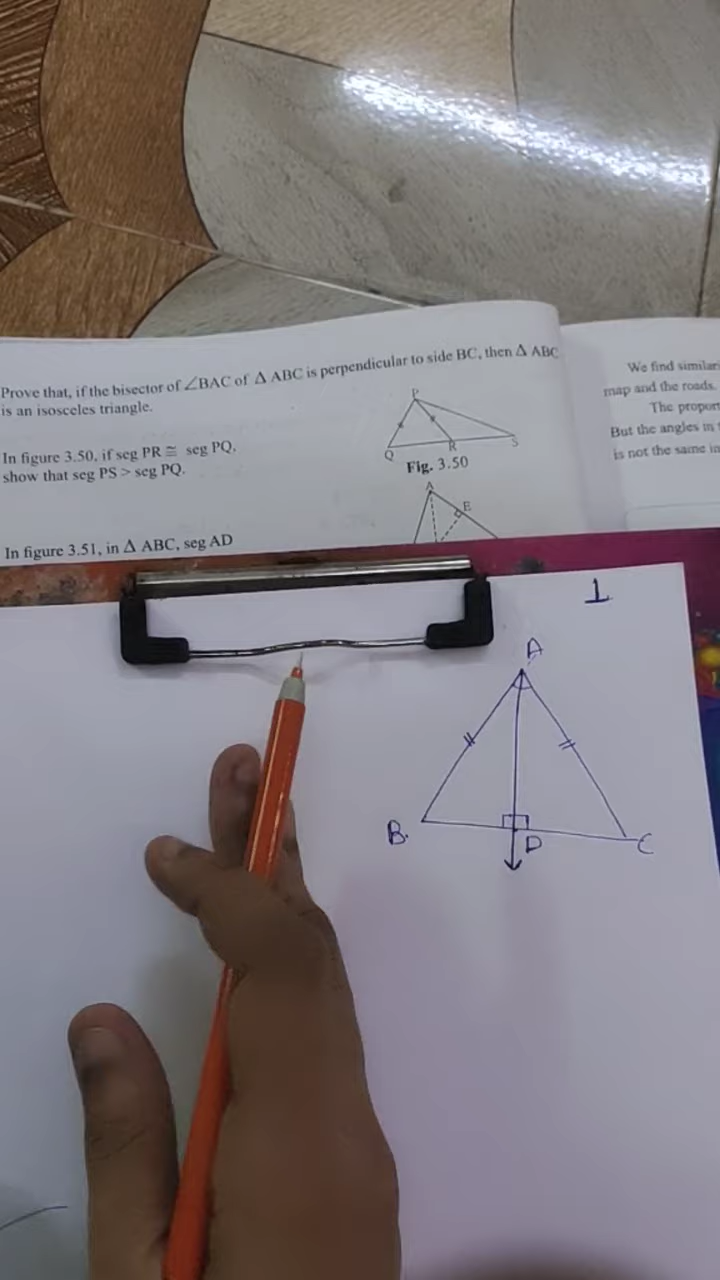 Prove that, if the bisector of ∠BAC of Δ ABC is perpendicular to side BC, then Δ ABC
is an isosceles triangle.
In figure 3.50, if seg PR ≅ seg PQ,
show that seg PS > seg PQ.
P
Q
R
S
Fig. 3.50
A
E
In figure 3.51, in Δ ABC, seg AD
We find similar
map and the roads.
The propor
But the angles in
is not the same in
1
A
B.
D
C